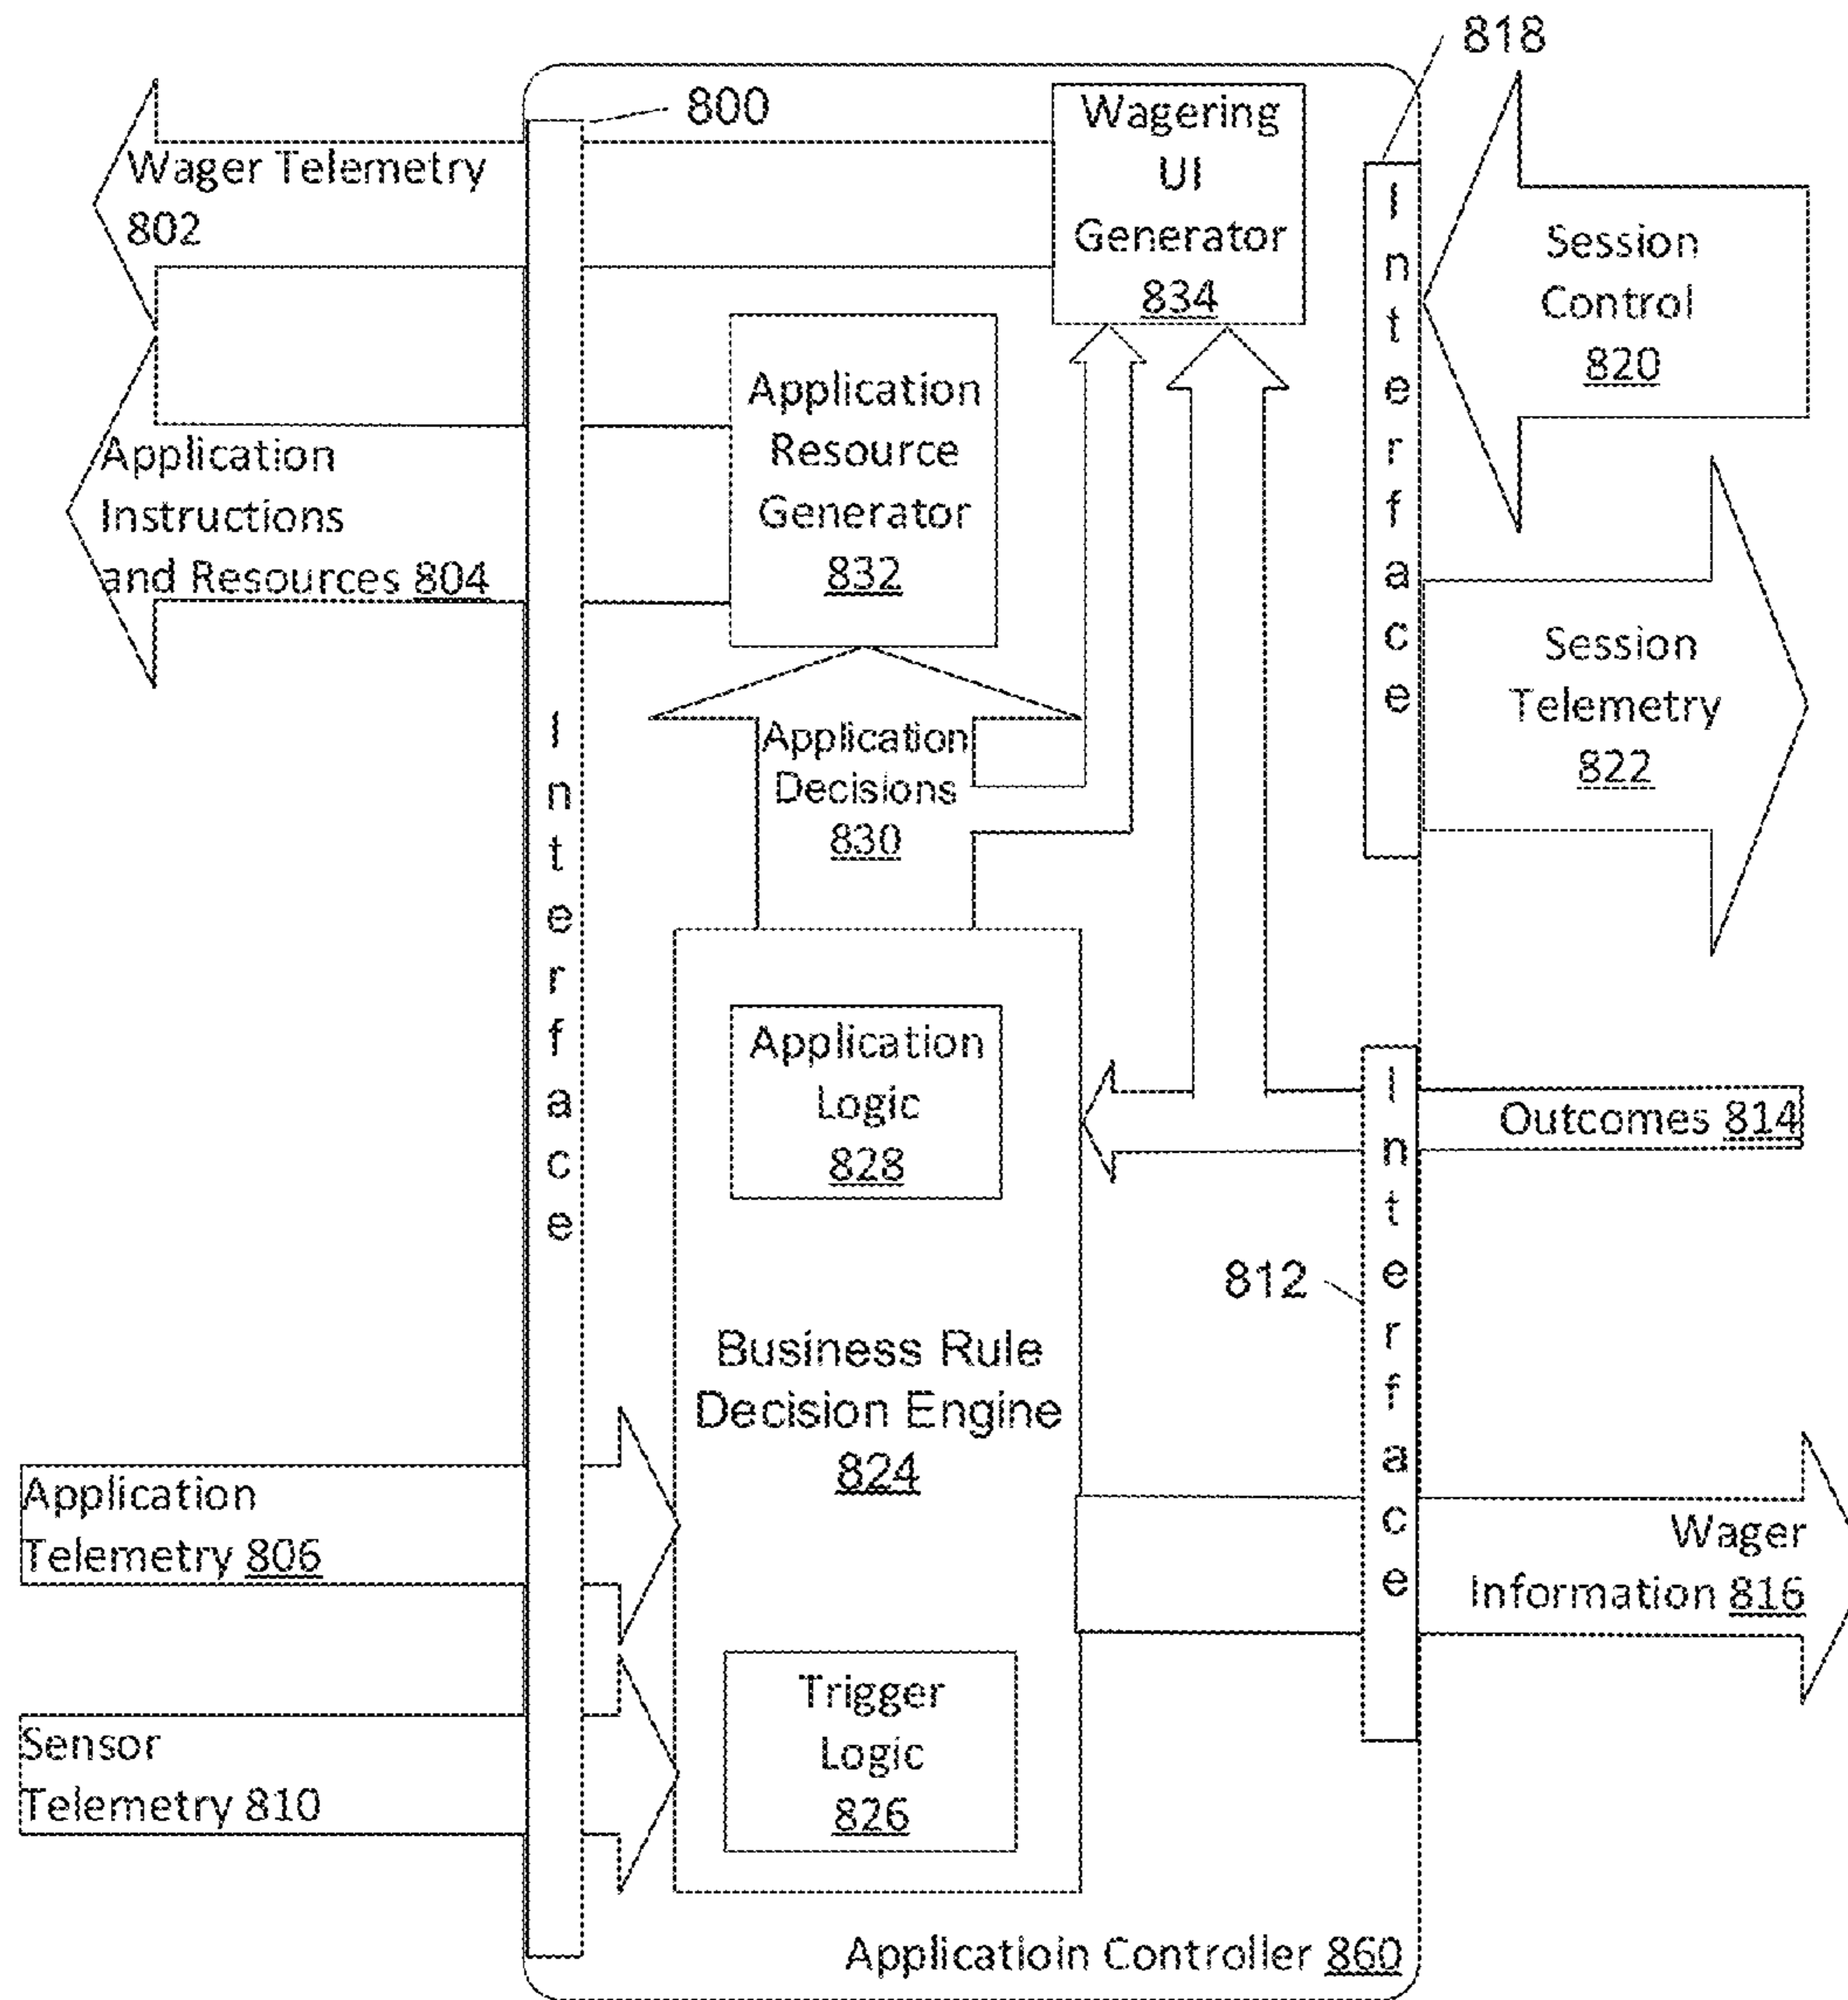 818
800
Wagering
UI
Generator
834
Wager Telemetry
802
Interface
Session
Control
820
Application
Resource
Generator
832
Application
Instructions
and Resources 804
Session
Telemetry
822
Interface
Application
Decisions
830
Application
Logic
828
Outcomes 814
Interface
812
Business Rule
Decision Engine
824
Application
Telemetry 806
Wager
Information 816
Trigger
Logic
826
Sensor
Telemetry 810
Applicatioin Controller 860